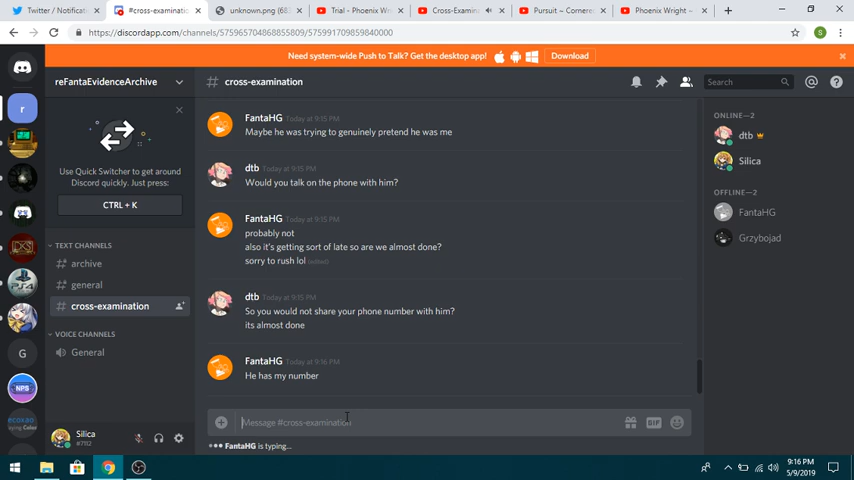 Twitter / Notificat
#cross-examinatio
unknown.png (68
Trial - Phoenix W
Cross-Examin
Pursuit ~ Corner
Phoenix Wright –
https://discordapp.com/channels/575965704868855809/575991709859840000
Need system-wide Push to Talk? Get the desktop app!
Download
reFantaEvidenceArchive
# cross-examination
Search
Use Quick Switcher to get around
Discord quickly. Just press:
CTRL + K
TEXT CHANNELS
# archive
# general
# cross-examination
VOICE CHANNELS
General
G
NPS
Silica
#7112
FantaHG Today at 9:15 PM
Maybe he was trying to genuinely pretend he was me
dtb Today at 9:15 PM
Would you talk on the phone with him?
FantaHG Today at 9:15 PM
probably not
also it's getting sort of late so are we almost done?
sorry to rush lol (edited)
dtb Today at 9:15 PM
So you would not share your phone number with him?
its almost done
FantaHG Today at 9:16 PM
He has my number
Message #cross-examination
GIF
FantaHG is typing...
ONLINE—2
dtb
Silica
OFFLINE—2
FantaHG
Grzybojad
9:16 PM
5/9/2019